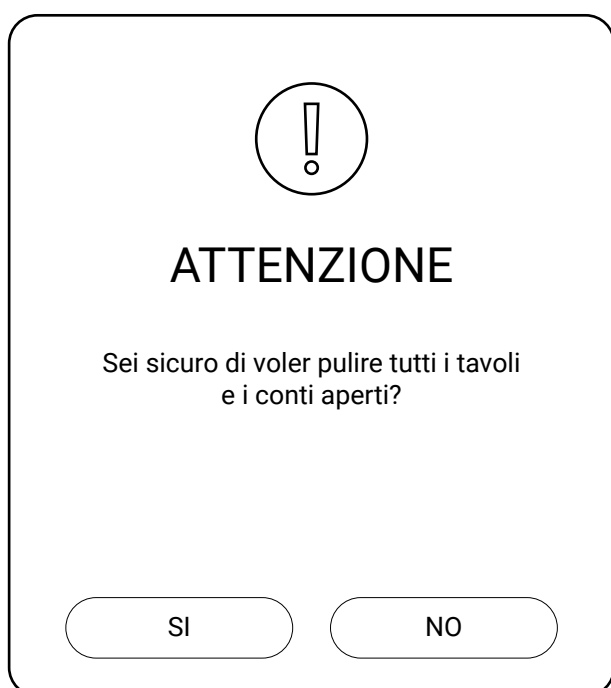 ATTENZIONE
Sei sicuro di voler pulire tutti i tavoli
e i conti aperti?
SI
NO